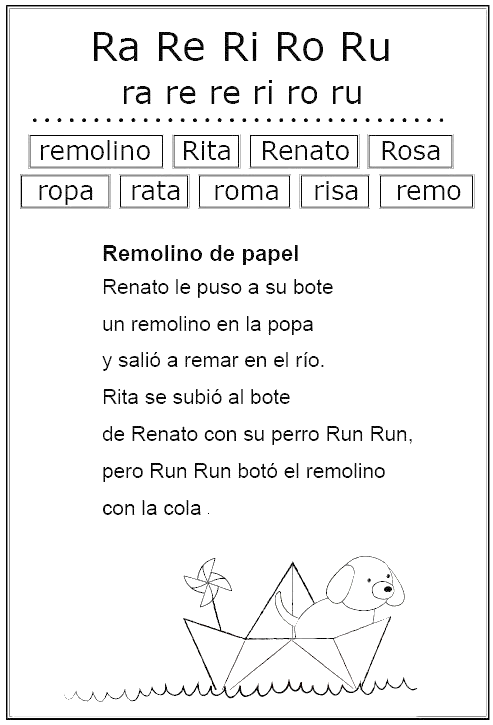 Ra Re Ri Ro Ru
ra re re ri ro ru
remolino Rita Renato Rosa
ropa rata roma risa remo
Remolino de papel
Renato le puso a su bote
un remolino en la popa
y salió a remar en el río.
Rita se subió al bote
de Renato con su perro Run Run,
pero Run Run botó el remolino
con la cola .